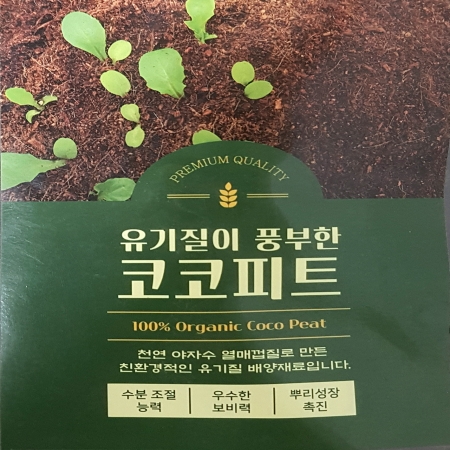 PREMIUM QUALITY
유기질이 풍부한
코코피트
100% Organic Coco Peat
천연 야자수 열매껍질로 만든
친환경적인 유기질 배양재료입니다.
수분 조절 우수한 뿌리성장
능력 보비력 촉진